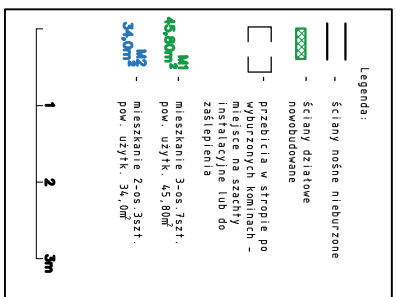 Legenda:
- ściany nośne nieburzone
- ściany działowe
nowobudowane
- przebicia w stropie po
wyburzonych kominach –
miejsce na szachty
instalacyjne lub do
zaślepienia
M1
45,80m² - mieszkanie 3-os.7szt.
pow. użytk. 45,80m²
M2
34,0m² - mieszkanie 2-os.3szt.
pow. użytk. 34,0m²
1 2 3m